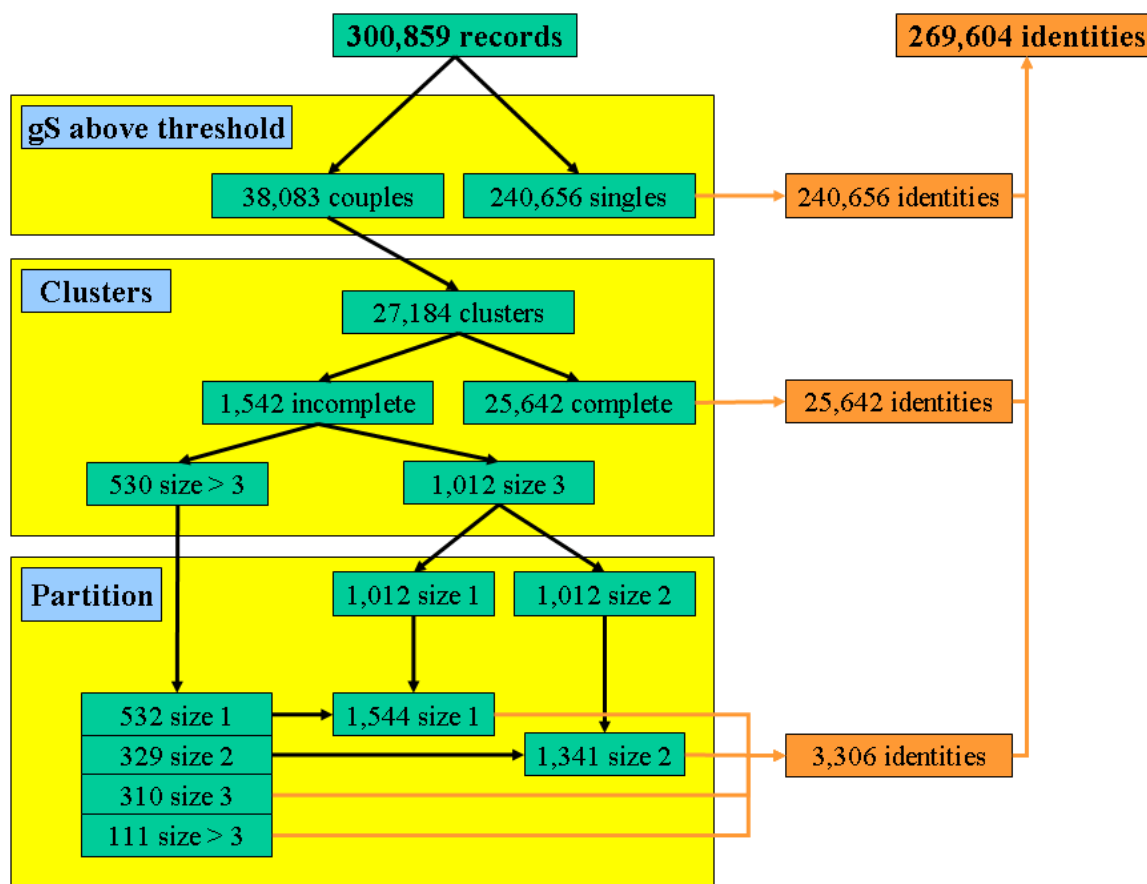 300,859 records
269,604 identities
gS above threshold
38,083 couples
240,656 singles
240,656 identities
Clusters
27,184 clusters
1,542 incomplete
25,642 complete
25,642 identities
530 size > 3
1,012 size 3
Partition
1,012 size 1
1,012 size 2
532 size 1
1,544 size 1
329 size 2
1,341 size 2
3,306 identities
310 size 3
111 size > 3